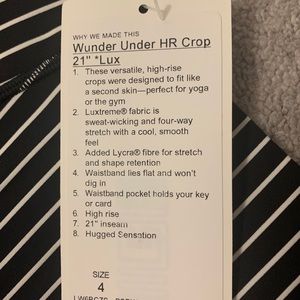 WHY WE MADE THIS
Wunder Under HR Crop
21" *Lux
1. These versatile, high-rise
crops were designed to fit like
a second skin—perfect for yoga
or the gym
2. Luxtreme® fabric is
sweat-wicking and four-way
stretch with a cool, smooth
feel
3. Added Lycra® fibre for stretch
and shape retention
4. Waistband lies flat and won't
dig in
5. Waistband pocket holds your key
or card
6. High rise
7. 21" inseam
8. Hugged Sensation
SIZE
4